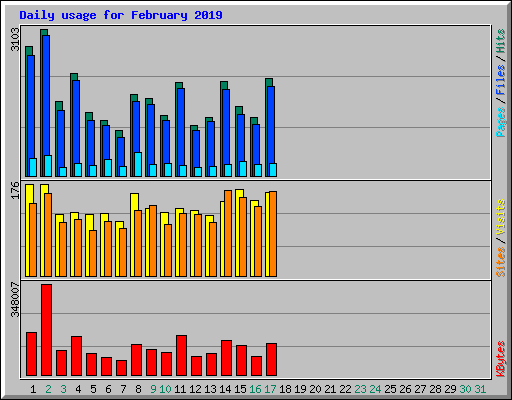 Daily usage for February 2019
3103
Pages/Files/Hits
176
Sites/Visits
348007
KBytes
1 2 3 4 5 6 7 8 9 10 11 12 13 14 15 16 17 18 19 20 21 22 23 24 25 26 27 28 29 30 31